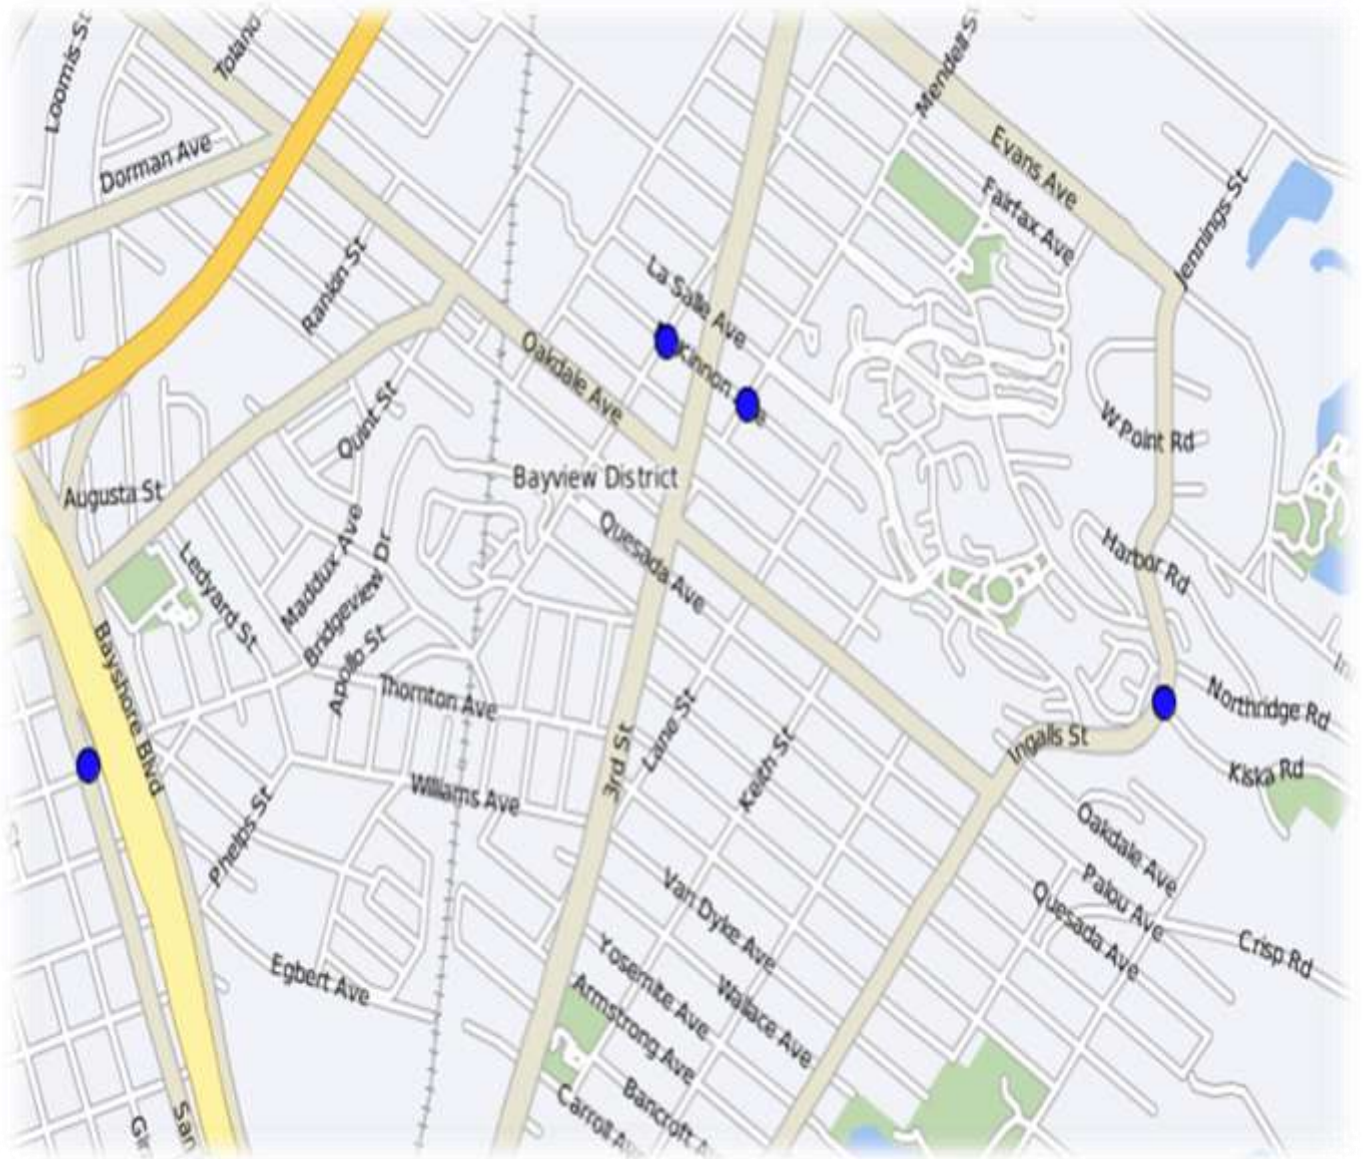 Loomis St
Toland
Mendell S
Dorman Ave
Evans Ave
Fairfax Ave
Jennings St
Rankin St
La Salle Ave
Oakdale Ave
Quint St
W Point Rd
Bayview District
Augusta St
Quesada Ave
Maddux Ave
Bridgeview Dr
Ledyard St
Harbor Rd
Apollo St
Bayshore Blvd
Thornton Ave
Northridge Rd
Lane St
3rd St
Keith St
Ingalls St
Kiska Rd
Williams Ave
Phelps St
Oakdale Ave
Palou Ave
Quesada Ave
Van Dyke Ave
Crisp Rd
Egbert Ave
Yosemite Ave
Wallace Ave
Armstrong Ave
Bancroft A
Carroll Av
San